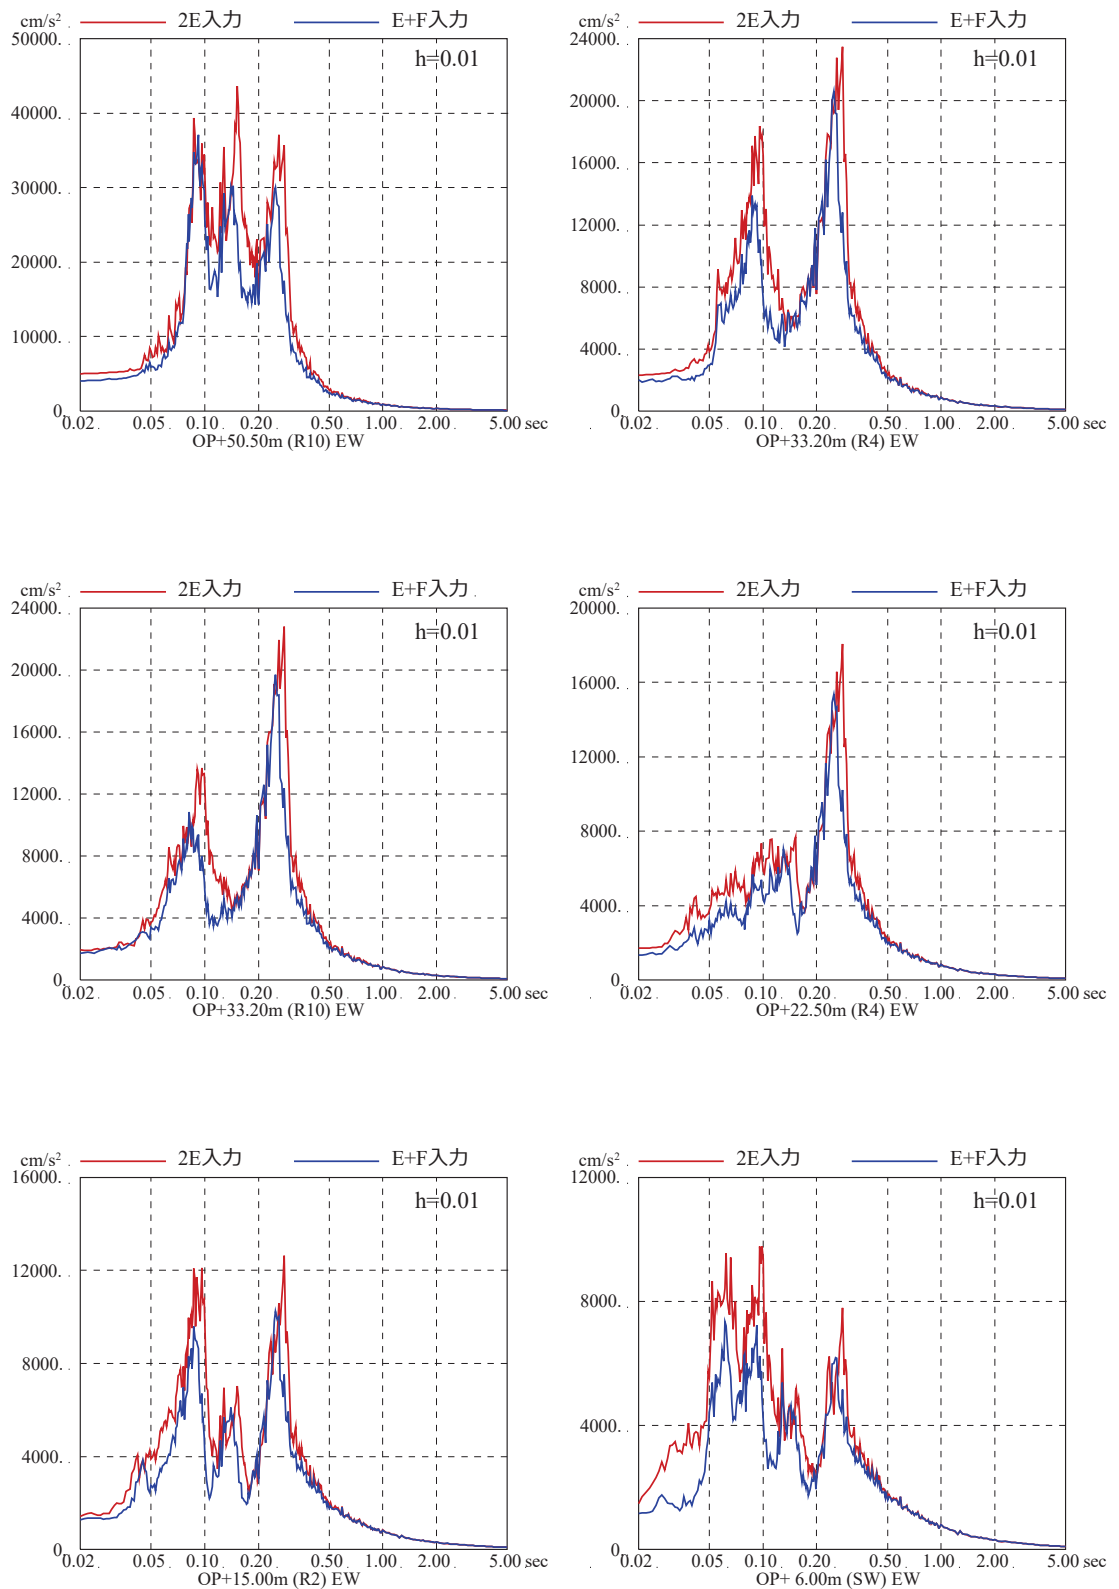 cm/s² 2E入力 E+F入力
50000.
h=0.01
40000.
30000.
20000.
10000.
0.
0.02 0.05 0.10 0.20 0.50 1.00 2.00 5.00 sec
OP+50.50m (R10) EW
cm/s² 2E入力 E+F入力
24000.
h=0.01
20000.
16000.
12000.
8000.
4000.
0.
0.02 0.05 0.10 0.20 0.50 1.00 2.00 5.00 sec
OP+33.20m (R4) EW
cm/s² 2E入力 E+F入力
24000.
h=0.01
20000.
16000.
12000.
8000.
4000.
0.
0.02 0.05 0.10 0.20 0.50 1.00 2.00 5.00 sec
OP+33.20m (R10) EW
cm/s² 2E入力 E+F入力
20000.
h=0.01
16000.
12000.
8000.
4000.
0.
0.02 0.05 0.10 0.20 0.50 1.00 2.00 5.00 sec
OP+22.50m (R4) EW
cm/s² 2E入力 E+F入力
16000.
h=0.01
12000.
8000.
4000.
0.
0.02 0.05 0.10 0.20 0.50 1.00 2.00 5.00 sec
OP+15.00m (R2) EW
cm/s² 2E入力 E+F入力
12000.
h=0.01
8000.
4000.
0.
0.02 0.05 0.10 0.20 0.50 1.00 2.00 5.00 sec
OP+ 6.00m (SW) EW